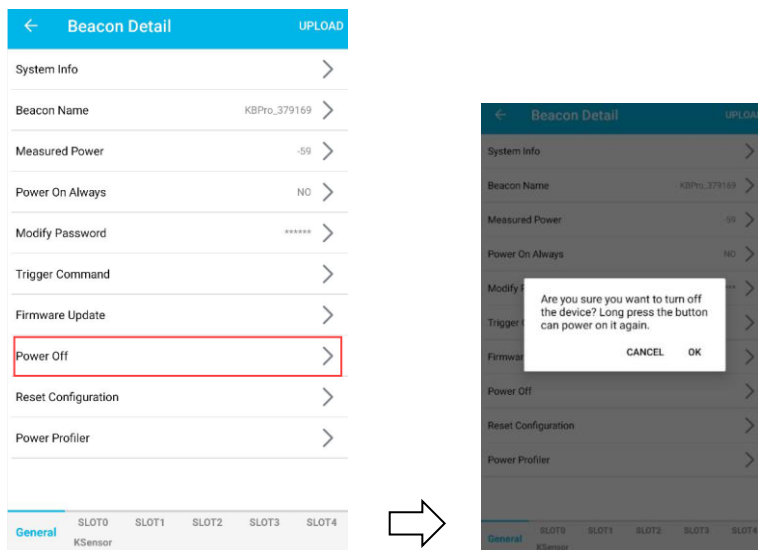 Beacon Detail UPLOAD
System Info
Beacon Name KBPro_379169
Measured Power -59
Power On Always NO
Modify Password ******
Trigger Command
Firmware Update
Power Off
Reset Configuration
Power Profiler
General SLOT0 SLOT1 SLOT2 SLOT3 SLOT4
KSensor
Beacon Detail UPLOA
System Info
Beacon Name KBPro_379169
Measured Power -59
Power On Always NO
Modify
Are you sure you want to turn off
the device? Long press the button
can power on it again.
Trigger
CANCEL OK
Firmwar
Power Off
Reset Configuration
Power Profiler
General SLOT0 SLOT1 SLOT2 SLOT3 SLOT4
KSensor